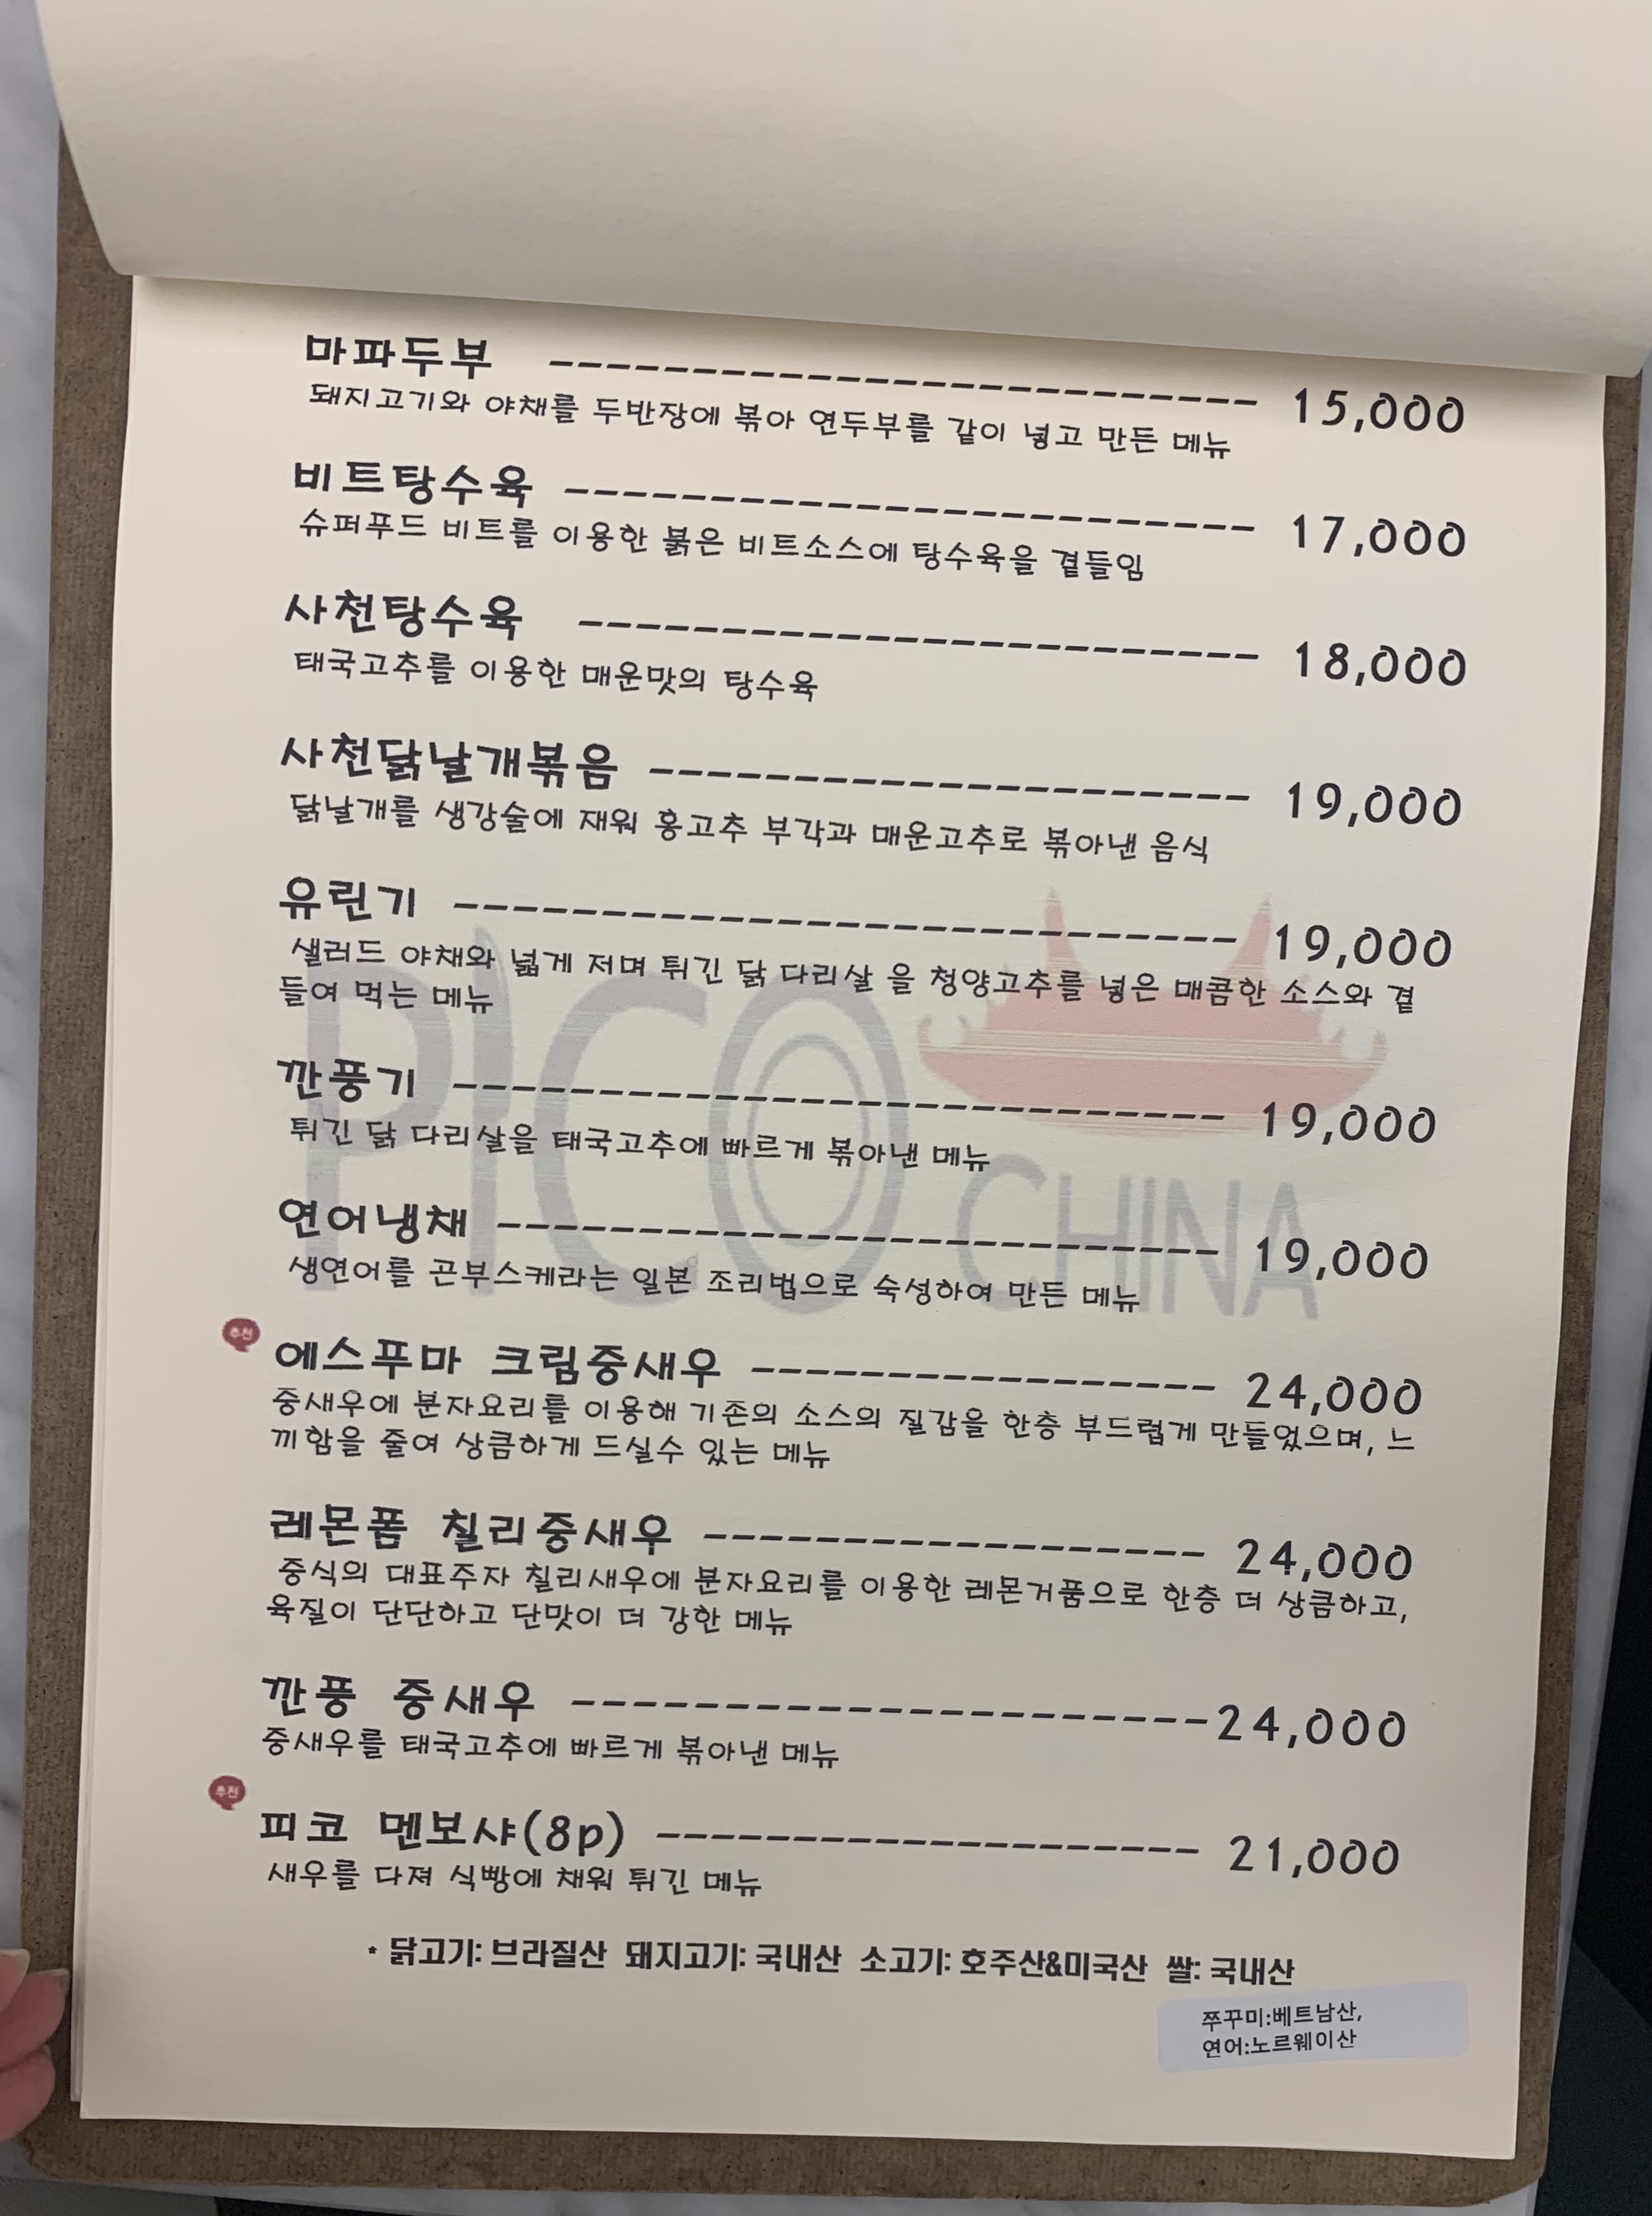 마파두부 ------------------------- 15,000
돼지고기와 야채를 두반장에 볶아 연두부를 같이 넣고 만든 메뉴
비트탕수육 ------------------------ 17,000
슈퍼푸드 비트를 이용한 붉은 비트소스에 탕수육을 곁들임
사천탕수육 ------------------------ 18,000
태국고추를 이용한 매운맛의 탕수육
사천닭날개볶음 --------------------- 19,000
닭날개를 생강술에 재워 홍고추 부각과 매운고추로 볶아낸 음식
유린기 --------------------------- 19,000
샐러드 야채와 넓게 저며 튀긴 닭 다리살 을 청양고추를 넣은 매콤한 소스와 곁
들여 먹는 메뉴
깐풍기 --------------------------- 19,000
튀긴 닭 다리살을 태국고추에 빠르게 볶아낸 메뉴
PICO CHINA
연어냉채 ------------------------- 19,000
생연어를 곤부스케라는 일본 조리법으로 숙성하여 만든 메뉴
추천
에스푸마 크림중새우 ---------------- 24,000
중새우에 분자요리를 이용해 기존의 소스의 질감을 한층 부드럽게 만들었으며, 느
끼함을 줄여 상큼하게 드실수 있는 메뉴
레몬폼 칠리중새우 ----------------- 24,000
중식의 대표주자 칠리새우에 분자요리를 이용한 레몬거품으로 한층 더 상큼하고,
육질이 단단하고 단맛이 더 강한 메뉴
깐풍 중새우 ----------------------24,000
중새우를 태국고추에 빠르게 볶아낸 메뉴
추천
피코 멘보샤(8p) ------------------- 21,000
새우를 다져 식빵에 채워 튀긴 메뉴
* 닭고기: 브라질산 돼지고기: 국내산 소고기: 호주산&미국산 쌀: 국내산
쭈꾸미:베트남산,
연어:노르웨이산